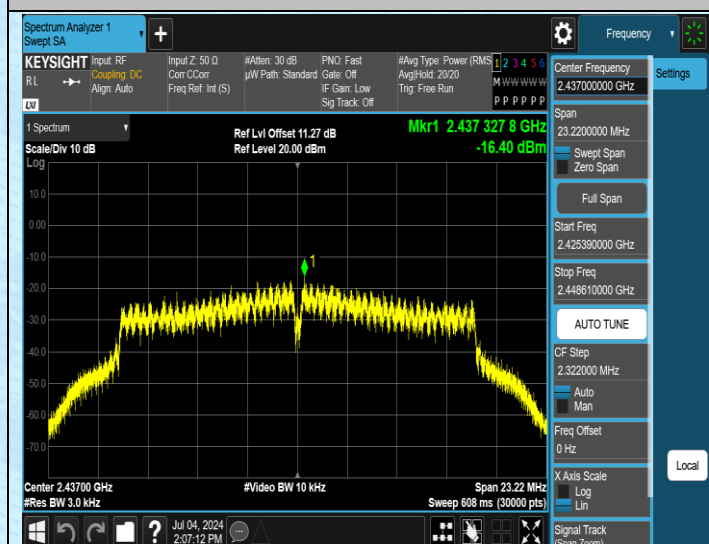 Spectrum Analyzer 1
Swept SA
Frequency
KEYSIGHT
RL
LXI
Input: RF
Coupling: DC
Align: Auto
Input Z: 50 Ω
Corr CCorr
Freq Ref: Int (S)
#Atten: 30 dB
µW Path: Standard
PNO: Fast
Gate: Off
IF Gain: Low
Sig Track: Off
#Avg Type: Power (RMS
Avg|Hold: 20/20
Trig: Free Run
1 2 3 4 5 6
M W W W W W
P P P P P P
1 Spectrum
Scale/Div 10 dB
Log
Ref Lvl Offset 11.27 dB
Ref Level 20.00 dBm
Mkr1 2.437 327 8 GHz
-16.40 dBm
10.0
0.00
-10.0
-20.0
-30.0
-40.0
-50.0
-60.0
-70.0
1
Center 2.43700 GHz
#Res BW 3.0 kHz
#Video BW 10 kHz
Span 23.22 MHz
Sweep 608 ms (30000 pts)
Center Frequency
2.437000000 GHz
Settings
Span
23.2200000 MHz
Swept Span
Zero Span
Full Span
Start Freq
2.425390000 GHz
Stop Freq
2.448610000 GHz
AUTO TUNE
CF Step
2.322000 MHz
Auto
Man
Freq Offset
0 Hz
X Axis Scale
Log
Lin
Local
Signal Track
(Span Zoom)
?
Jul 04, 2024
2:07:12 PM